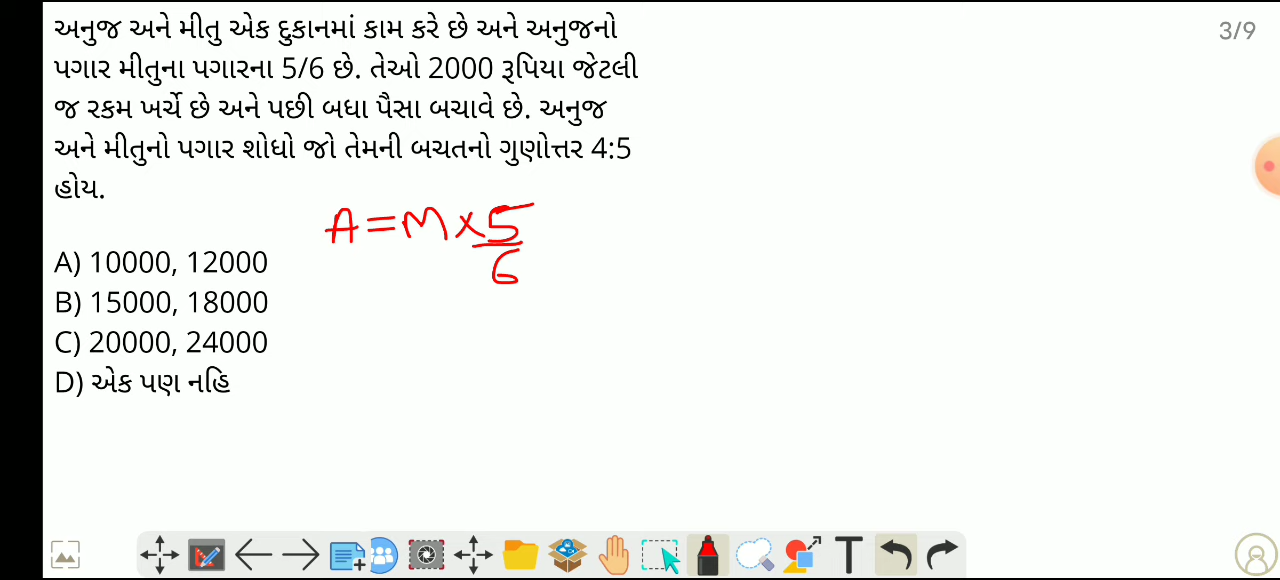 અનુજ અને મીતુ એક દુકાનમાં કામ કરે છે અને અનુજનો
3/9
પગાર મીતુના પગારના 5/6 છે. તેઓ 2000 રૂપિયા જેટલી
જ રકમ ખર્ચે છે અને પછી બધા પૈસા બચાવે છે. અનુજ
અને મીતુનો પગાર શોધો જો તેમની બચતનો ગુણોત્તર 4:5
હોય.
A = M × 5/6
A) 10000, 12000
B) 15000, 18000
C) 20000, 24000
D) એક પણ નહિ
T